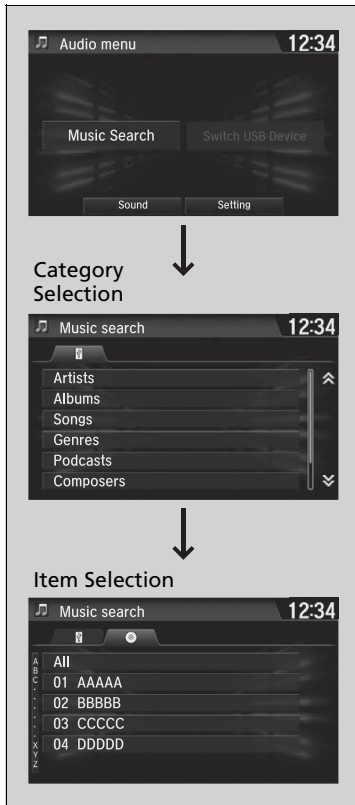 Audio menu 12:34
Music Search Switch USB Device
Sound Setting
Category
Selection
Music search 12:34
Artists
Albums
Songs
Genres
Podcasts
Composers
Item Selection
Music search 12:34
A
B
C
All
01 AAAAA
02 BBBBB
03 CCCCC
04 DDDDD
X
Y
Z